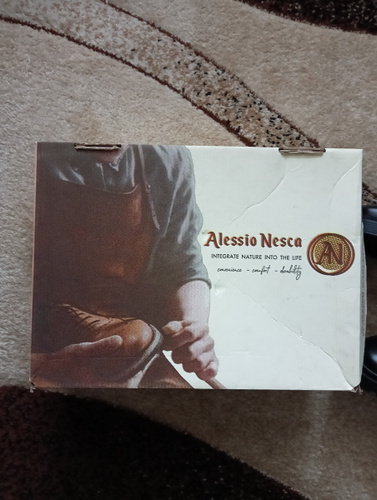 Alessio Nesca
INTEGRATE NATURE INTO THE LIFE
convenience - comfort - durability
AN